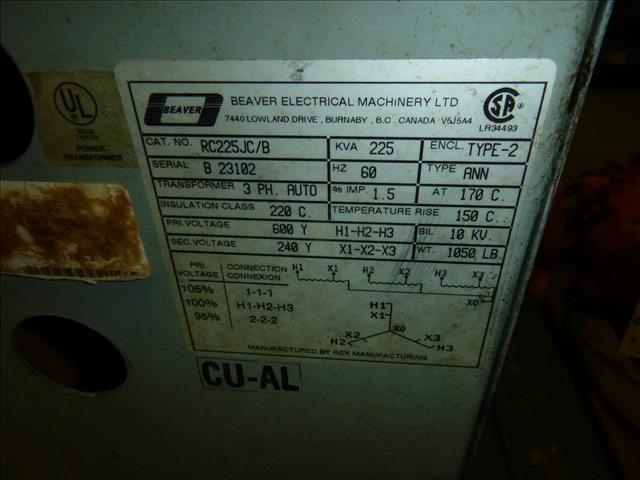 UL
LISTED
POWER
TRANSFORMER
BEAVER
BEAVER ELECTRICAL MACHINERY LTD
7440 LOWLAND DRIVE, BURNABY, B.C. CANADA V5J5A4
LR34493
CAT. NO. RC225JC/B KVA 225 ENCL. TYPE-2
SERIAL B 23102 HZ 60 TYPE ANN
TRANSFORMER 3 PH. AUTO % IMP. 1.5 AT 170 C.
INSULATION CLASS 220 C. TEMPERATURE RISE 150 C.
PRI. VOLTAGE 600 Y H1-H2-H3 BIL 10 KV.
SEC. VOLTAGE 240 Y X1-X2-X3 WT. 1050 LB.
PRI. VOLTAGE CONNECTION CONNEXION
105% 1-1-1
100% H1-H2-H3
95% 2-2-2
H1 X1 H2 X2 H3 X3
X0
H1
X1
X0
X2 X3
H2 H3
MANUFACTURED BY REX MANUFACTURING
CU-AL